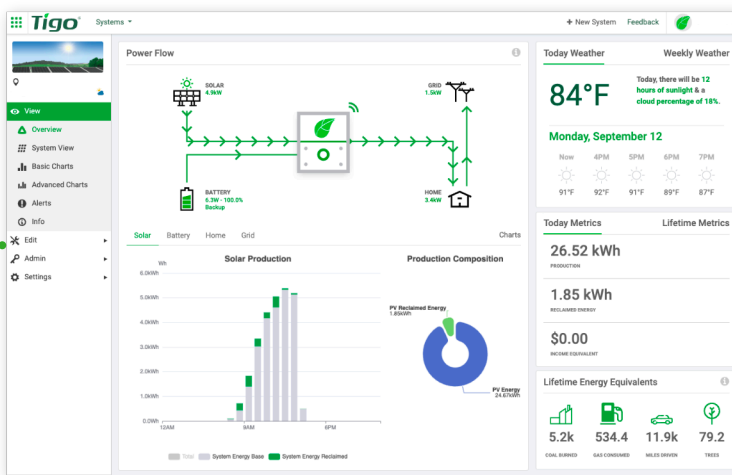 Tigo
Systems
+ New System
Feedback
View
Overview
System View
Basic Charts
Advanced Charts
Alerts
Info
Edit
Admin
Settings
Power Flow
SOLAR
4.9kW
GRID
1.5kW
BATTERY
6.3W - 100.0%
Backup
HOME
3.4kW
Solar
Battery
Home
Grid
Charts
Solar Production
Wh
6.0kWh
5.0kWh
4.0kWh
3.0kWh
2.0kWh
1.0kWh
0.0Wh
12AM
9AM
6PM
Total
System Energy Base
System Energy Reclaimed
Production Composition
PV Reclaimed Energy
1.85kWh
PV Energy
24.67kWh
Today Weather
Weekly Weather
84°F
Today, there will be 12
hours of sunlight & a
cloud percentage of 18%.
Monday, September 12
Now 4PM 5PM 6PM 7PM
91°F 92°F 91°F 89°F 87°F
Today Metrics
Lifetime Metrics
26.52 kWh
PRODUCTION
1.85 kWh
RECLAIMED ENERGY
$0.00
INCOME EQUIVALENT
Lifetime Energy Equivalents
5.2k 534.4 11.9k 79.2
COAL BURNED GAS CONSUMED MILES DRIVEN TREES